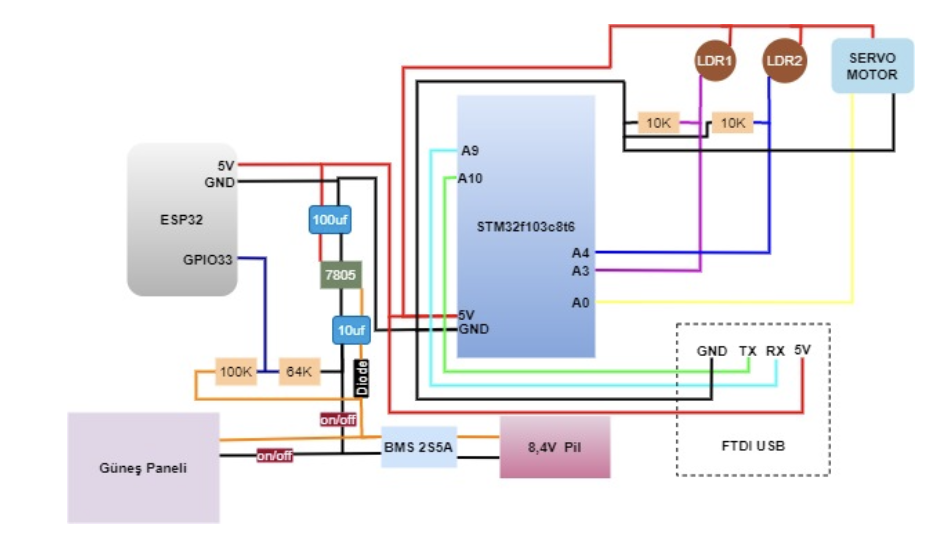 LDR1
LDR2
SERVO
MOTOR
10K
10K
A9
A10
STM32f103c8t6
A4
A3
A0
5V
GND
5V
GND
ESP32
GPIO33
100uf
7805
10uf
Diode
100K
64K
on/off
on/off
Güneş Paneli
BMS 2S5A
8,4V Pil
GND TX RX 5V
FTDI USB